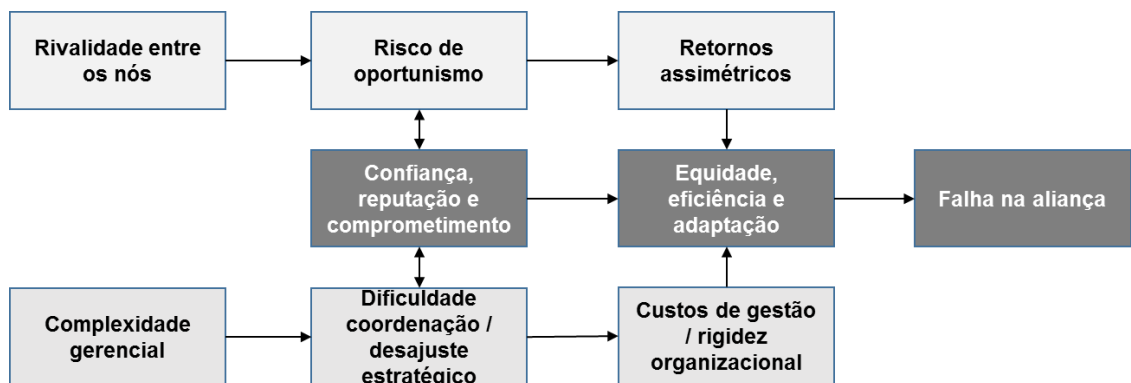 Rivalidade entre
os nós
Risco de
oportunismo
Retornos
assimétricos
Confiança,
reputação e
comprometimento
Equidade,
eficiência e
adaptação
Falha na aliança
Complexidade
gerencial
Dificuldade
coordenação /
desajuste
estratégico
Custos de gestão
/ rigidez
organizacional